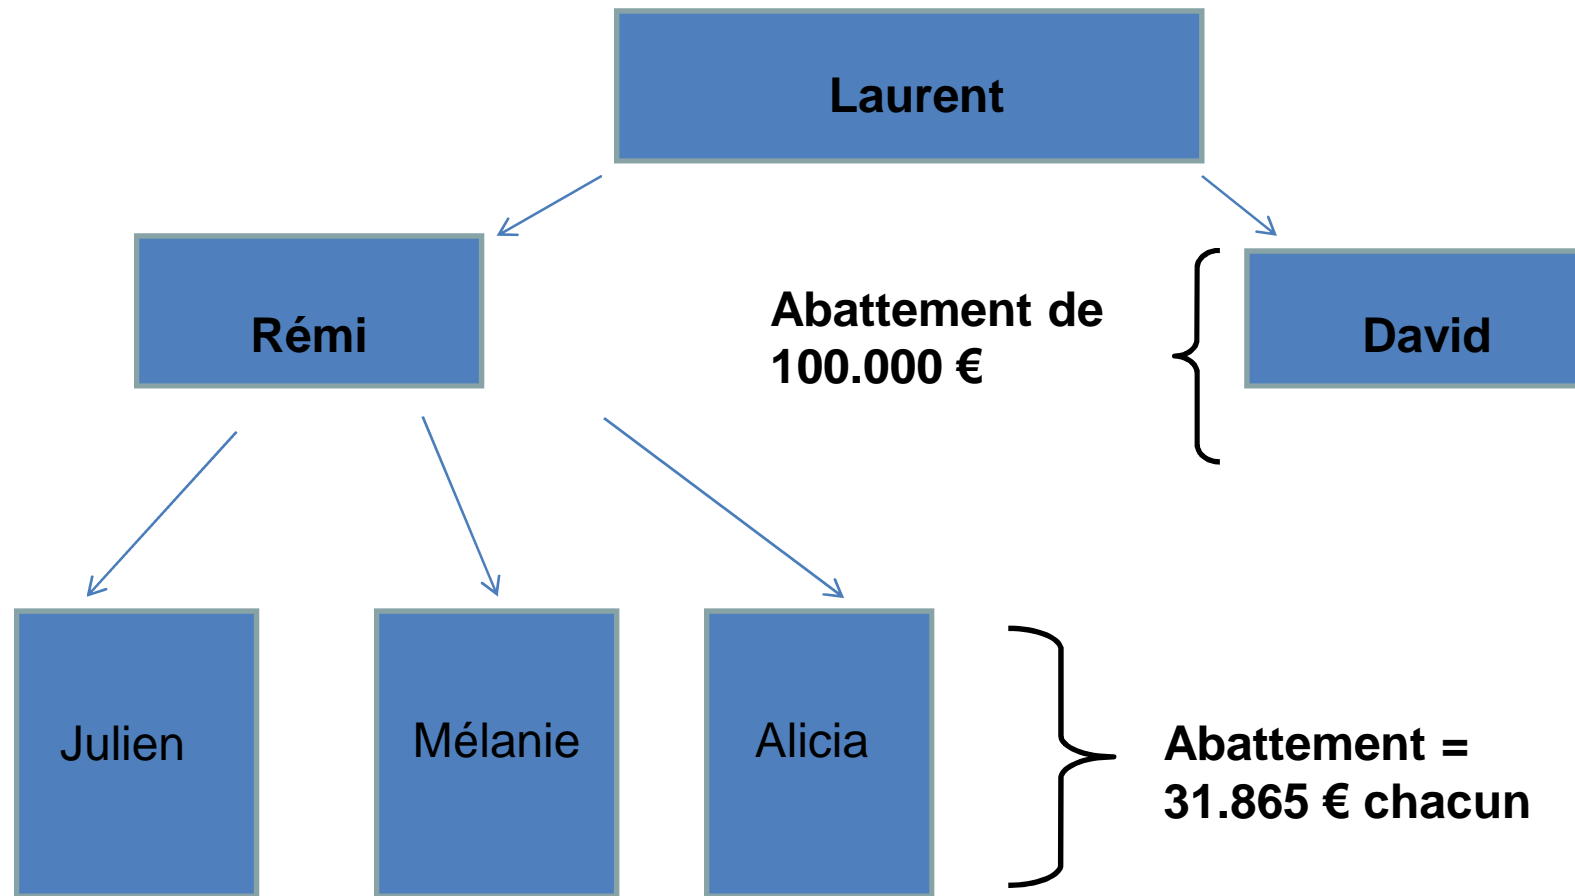 Laurent
Rémi
Abattement de
100.000 €
David
Julien
Mélanie
Alicia
Abattement =
31.865 € chacun